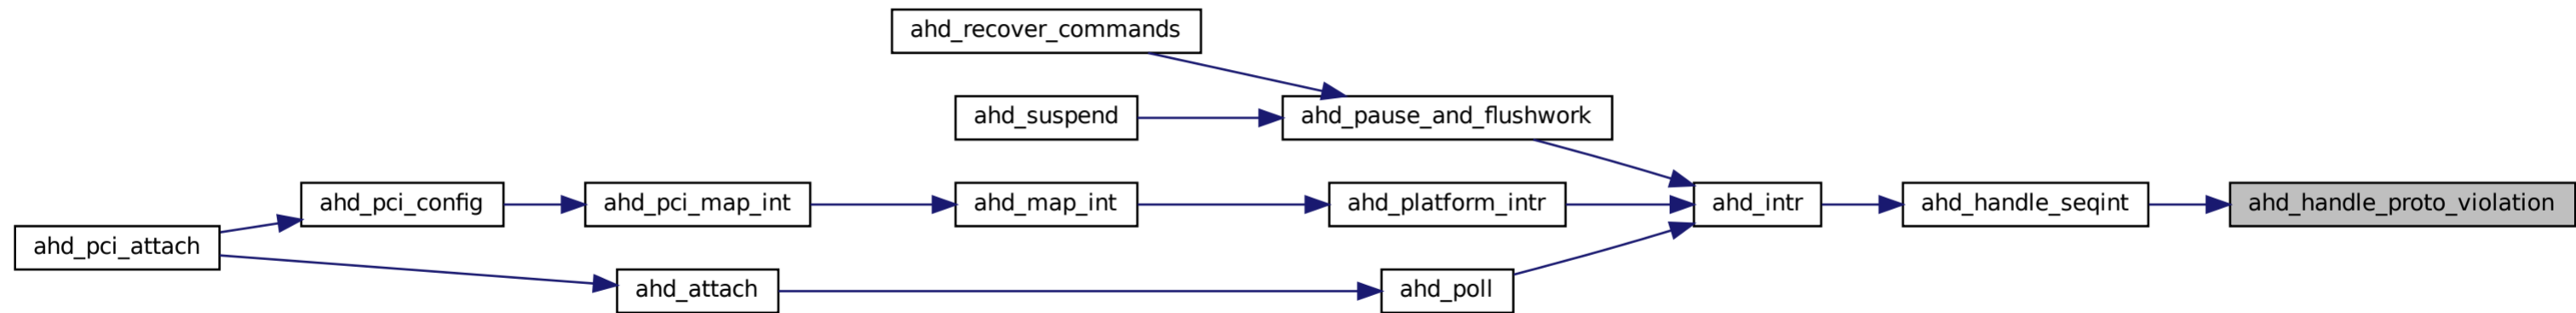 ahd_recover_commands
ahd_suspend
ahd_pause_and_flushwork
ahd_pci_config
ahd_pci_map_int
ahd_map_int
ahd_platform_intr
ahd_intr
ahd_handle_seqint
ahd_handle_proto_violation
ahd_pci_attach
ahd_attach
ahd_poll